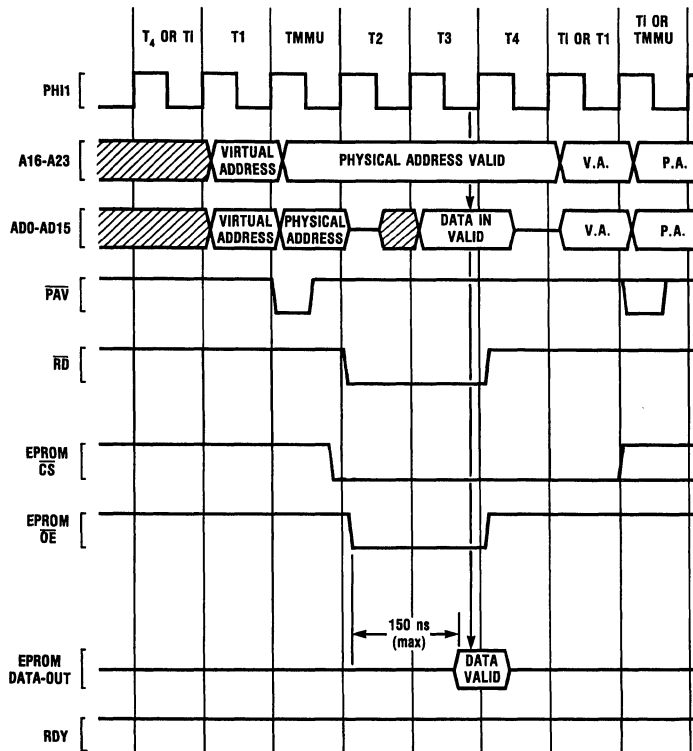 T4 OR Ti T1 TMMU T2 T3 T4 Ti OR T1 Ti OR
TMMU
PHI1
A16-A23
VIRTUAL
ADDRESS
PHYSICAL ADDRESS VALID
V.A.
P.A.
AD0-AD15
VIRTUAL
ADDRESS
PHYSICAL
ADDRESS
DATA IN
VALID
V.A.
P.A.
PAV
RD
EPROM
CS
EPROM
OE
150 ns
(max)
EPROM
DATA-OUT
DATA
VALID
RDY